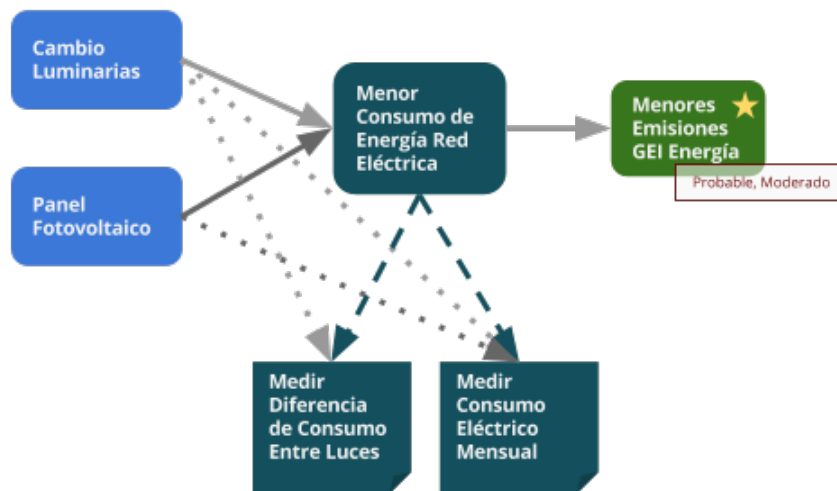 Cambio
Luminarias
Menor
Consumo de
Energía Red
Eléctrica
Menores
Emisiones
GEI Energía
Probable, Moderado
Panel
Fotovoltaico
Medir
Diferencia
de Consumo
Entre Luces
Medir
Consumo
Eléctrico
Mensual